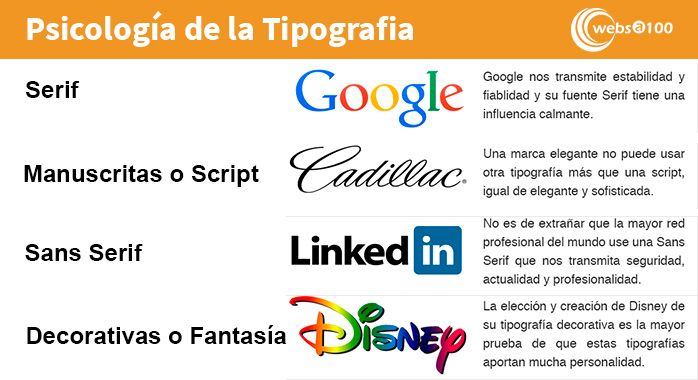 Psicología de la Tipografia
webs@100
Serif
Google
Google nos transmite estabilidad y
fiablidad y su fuente Serif tiene una
influencia calmante.
Manuscritas o Script
Cadillac®
Una marca elegante no puede usar
otra tipografía más que una script,
igual de elegante y sofisticada.
Sans Serif
Linked in
No es de extrañar que la mayor red
profesional del mundo use una Sans
Serif que nos transmita seguridad,
actualidad y profesionalidad.
Decorativas o Fantasía
Disney
La elección y creación de Disney de
su tipografía decorativa es la mayor
prueba de que estas tipografías
aportan mucha personalidad.